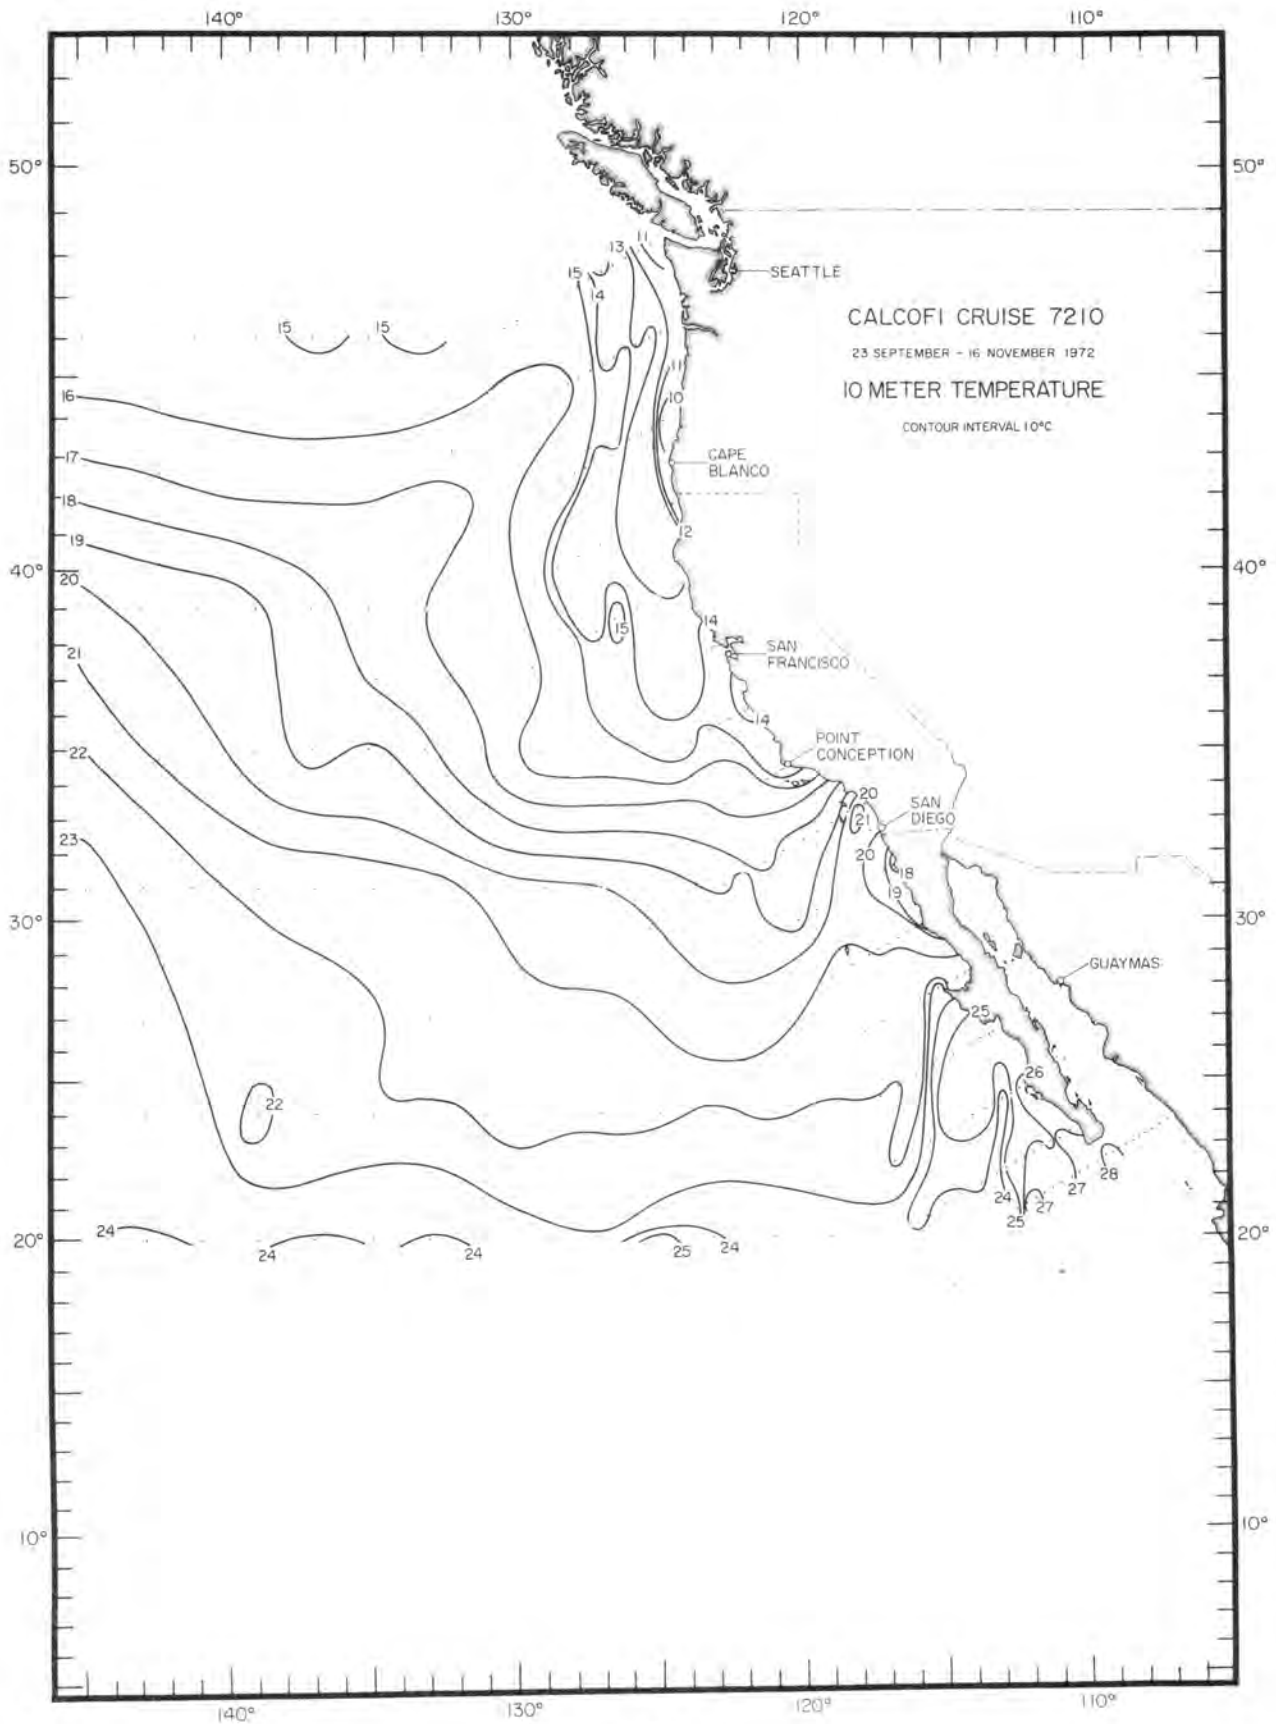 140° 130° 120° 110°
50° 50°
11
13
15
14
SEATTLE
CALCOFI CRUISE 7210
23 SEPTEMBER - 16 NOVEMBER 1972
10 METER TEMPERATURE
CONTOUR INTERVAL 1.0°C
15 15
11
10
16
CAPE
BLANCO
17
18
12
19
40° 40°
20
14
15
SAN
FRANCISCO
21
14
POINT
CONCEPTION
22
20
SAN
DIEGO
21
23
20
18
19
30° 30°
GUAYMAS
25
26
22
28
27
24
27
25
24
20° 20°
24
24
25
24
10° 10°
140° 130° 120° 110°